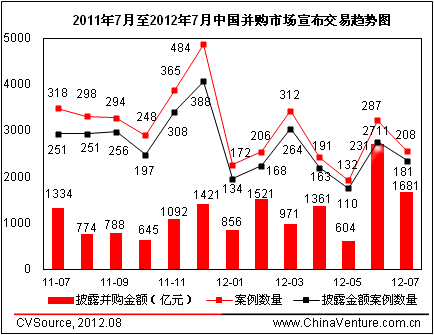 2011年7月至2012年7月中国并购市场宣布交易趋势图
5000
4000
3000
2000
1000
0
318 298 294 248 365 484 172 206 312 191 132 287 208
251 251 256 197 308 388 134 168 264 163 110 231 181
1334 774 788 645 1092 1421 856 1521 971 1361 604 2711 1681
11-07 11-09 11-11 12-01 12-03 12-05 12-07
披露并购金额（亿元） 案例数量 披露金额案例数量
CVSource, 2012.08 www.ChinaVenture.com.cn